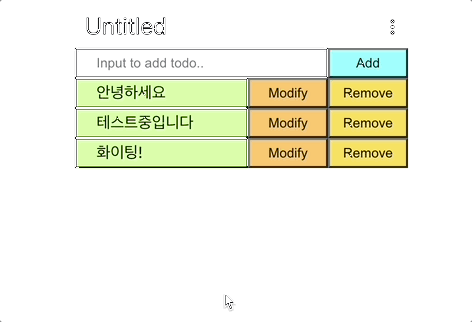 Untitled
Input to add todo.. Add
안녕하세요 Modify Remove
테스트중입니다 Modify Remove
화이팅! Modify Remove